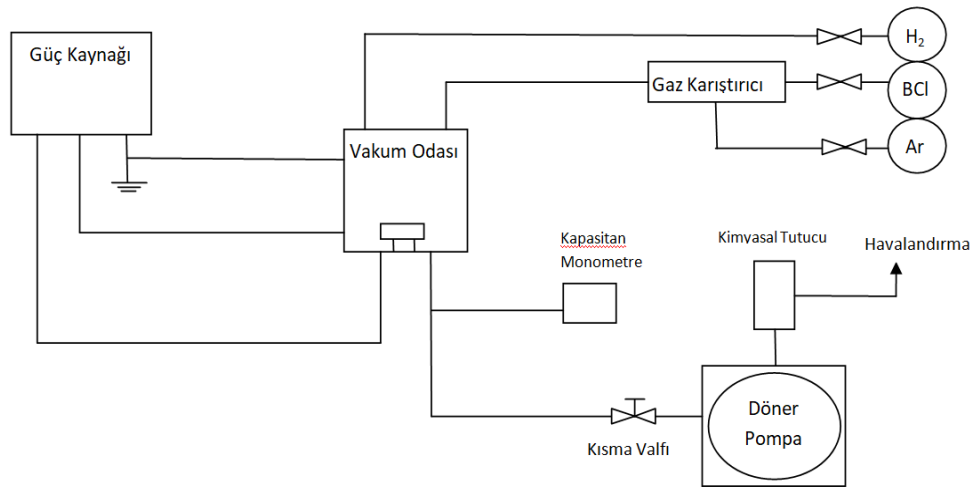 Güç Kaynağı
H₂
Gaz Karıştırıcı
BCl
Ar
Vakum Odası
Kapasitan
Monometre
Kimyasal Tutucu
Havalandırma
Döner
Pompa
Kısma Valfı